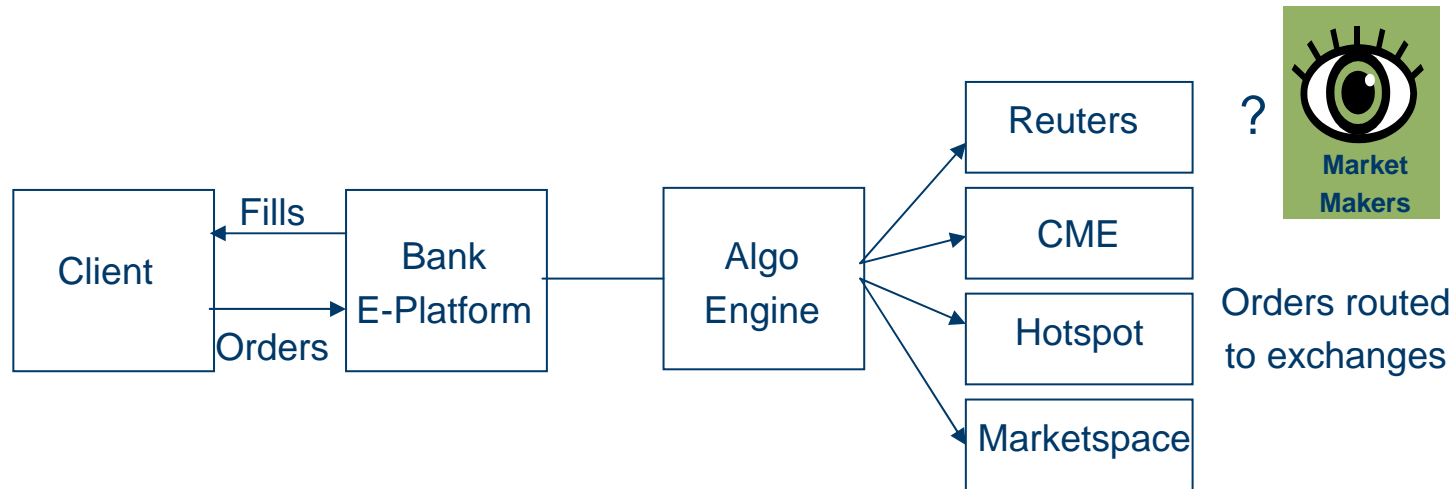 Client
Fills
Orders
Bank
E-Platform
Algo
Engine
Reuters
CME
Hotspot
Marketspace
?
Market
Makers
Orders routed
to exchanges